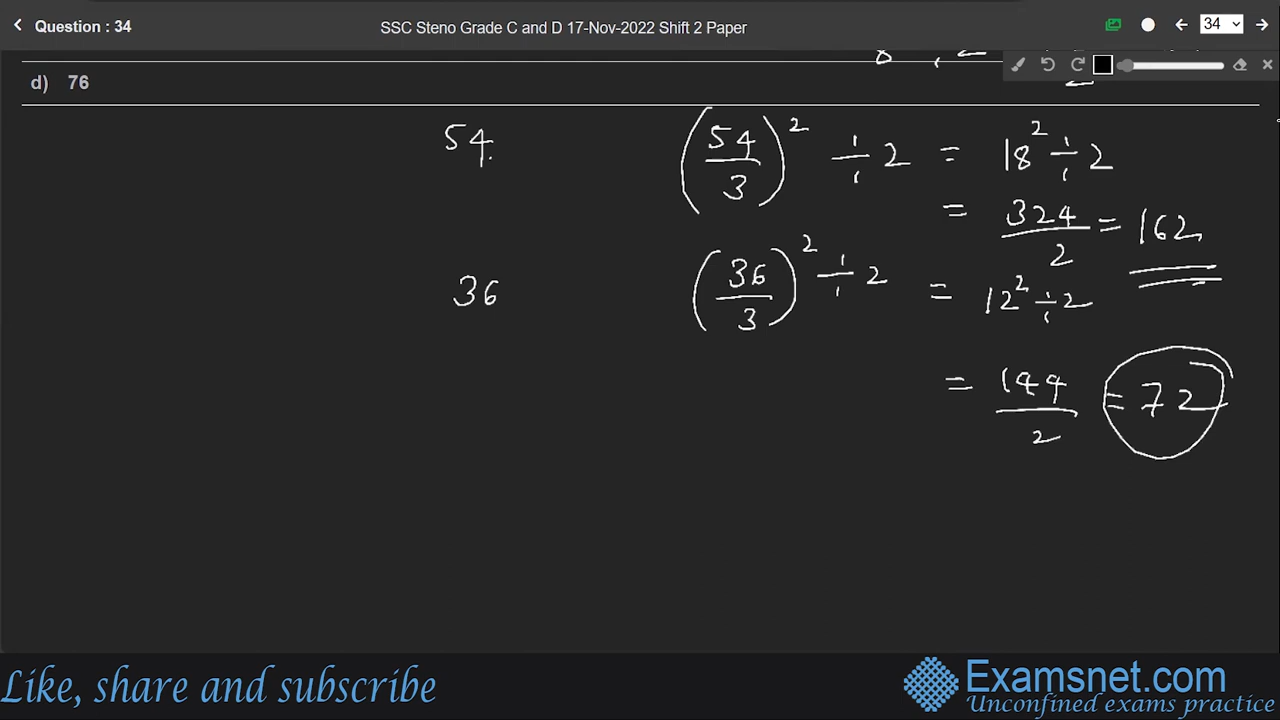 Question : 34
SSC Steno Grade C and D 17-Nov-2022 Shift 2 Paper
34
d) 76
54. (54/3)² ÷ 2 = 18² ÷ 2
= 324/2 = 162
36 (36/3)² ÷ 2 = 12² ÷ 2
= 144/2 = 72
Like, share and subscribe
Examsnet.com
Unconfined exams practice